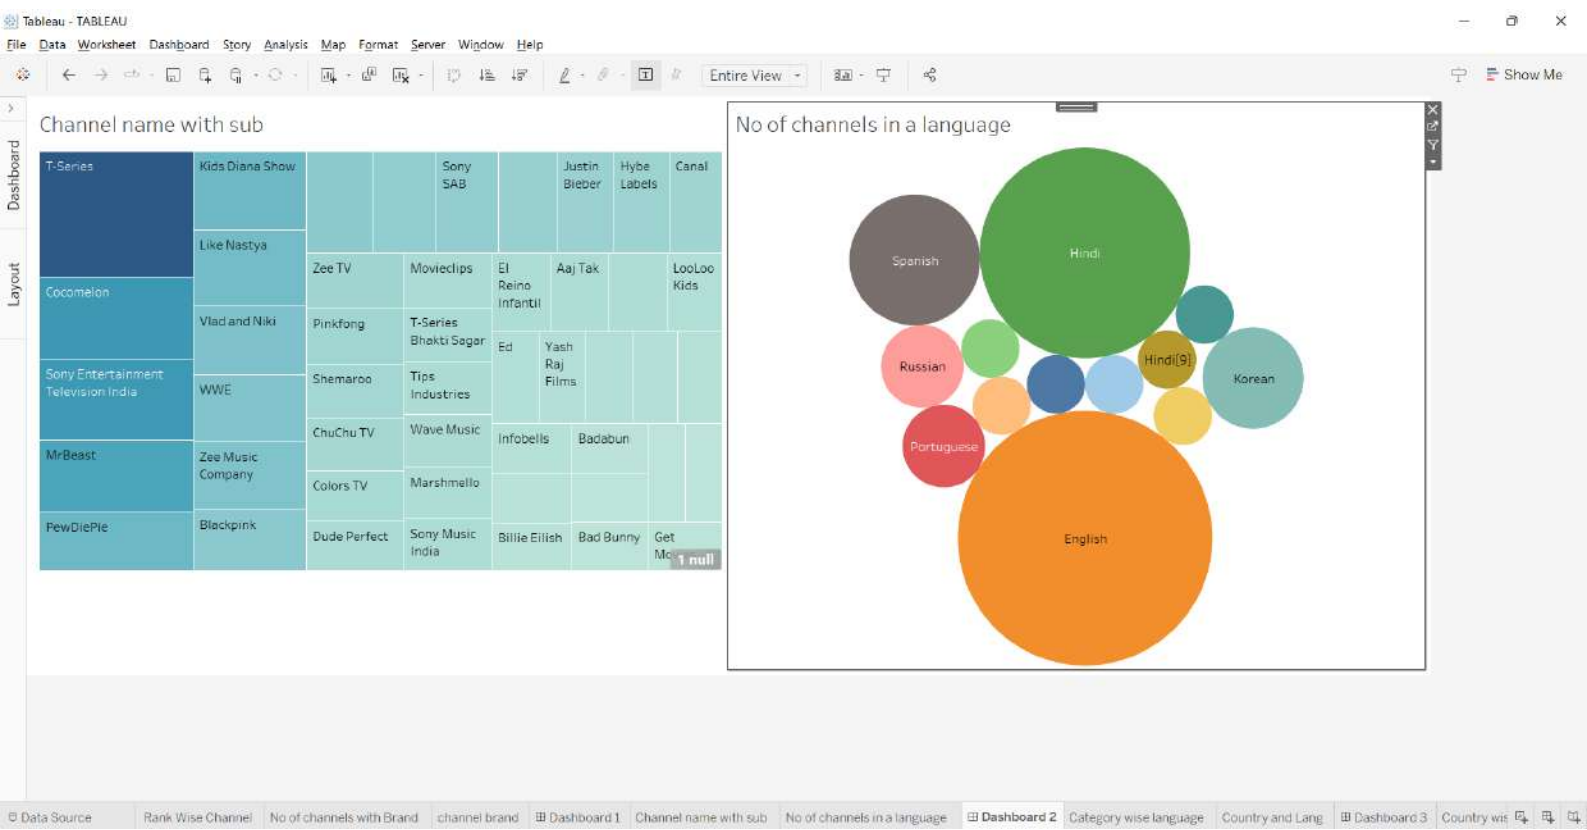 Tableau - TABLEAU
File Data Worksheet Dashboard Story Analysis Map Format Server Window Help
Entire View
Show Me
Dashboard
Layout
Channel name with sub
T-Series
Cocomelon
Sony Entertainment
Television India
MrBeast
PewDiePie
Kids Diana Show
Like Nastya
Vlad and Niki
WWE
Zee Music
Company
Blackpink
Sony
SAB
Justin
Bieber
Hybe
Labels
Canal
Zee TV
Pinkfong
Shemaroo
ChuChu TV
Colors TV
Dude Perfect
Movieclips
T-Series
Bhakti Sagar
Tips
Industries
Wave Music
Marshmello
Sony Music
India
El
Reino
Infantil
Aaj Tak
LooLoo
Kids
Ed
Yash
Raj
Films
Infobells
Badabun
Billie Eilish
Bad Bunny
Get
1 null
No of channels in a language
Hindi
Spanish
Russian
Hindi[9]
Korean
Portuguese
English
Data Source Rank Wise Channel No of channels with Brand channel brand Dashboard 1 Channel name with sub No of channels in a language Dashboard 2 Category wise language Country and Lang Dashboard 3 Country wis